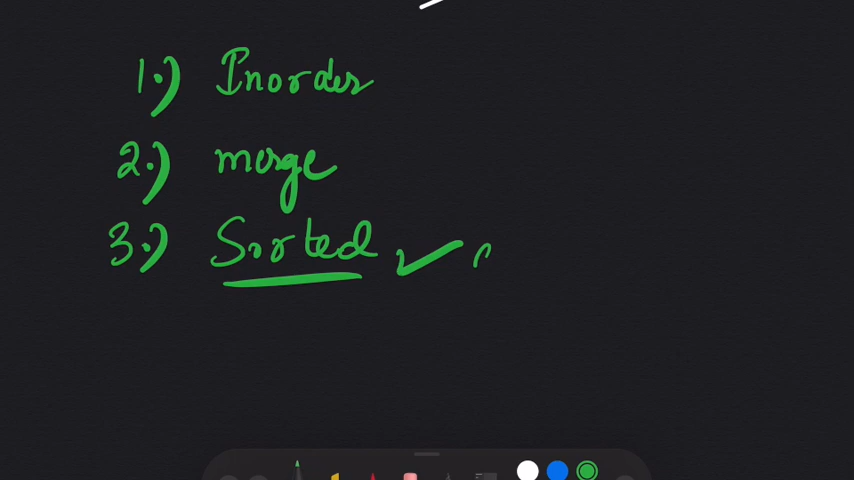 1.) Inorder
2.) merge
3.) Sorted ✓